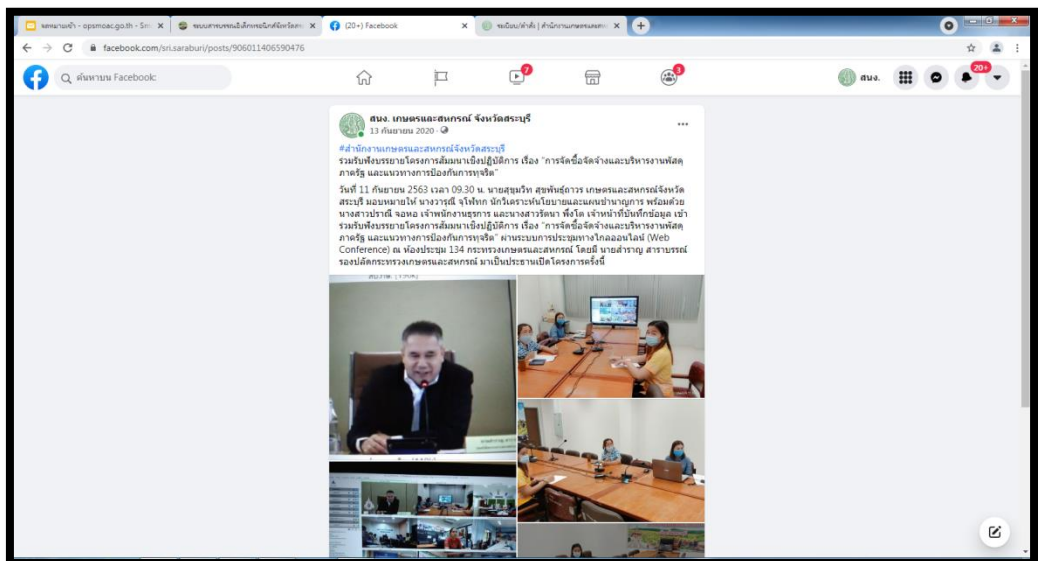 จดหมายเข้า - opsmoac.go.th - Sm
(20+) Facebook
facebook.com/sri.saraburi/posts/906011406590476
ค้นหาบน Facebook:
7
3
สนง.
20+
สนง. เกษตรและสหกรณ์ จังหวัดสระบุรี
13 กันยายน 2020
#สำนักงานเกษตรและสหกรณ์จังหวัดสระบุรี
ร่วมรับฟังบรรยายโครงการสัมมนาเชิงปฏิบัติการ เรื่อง "การจัดซื้อจัดจ้างและบริหารงานพัสดุ
ภาครัฐ และแนวทางการป้องกันการทุจริต"
วันที่ 11 กันยายน 2563 เวลา 09.30 น. นายสุขุมวิท สุขพันธุ์ถาวร เกษตรและสหกรณ์จังหวัด
สระบุรี มอบหมายให้ นางวารุณี จุโฬทก นักวิเคราะห์นโยบายและแผนชำนาญการ พร้อมด้วย
นางสาวปราณี จอหอ เจ้าพนักงานธุรการ และนางสาวรัตนา พึ่งโต เจ้าหน้าที่บันทึกข้อมูล เข้า
ร่วมรับฟังบรรยายโครงการสัมมนาเชิงปฏิบัติการ เรื่อง "การจัดซื้อจัดจ้างและบริหารงานพัสดุ
ภาครัฐ และแนวทางการป้องกันการทุจริต" ผ่านระบบการประชุมทางไกลออนไลน์ (Web
Conference) ณ ห้องประชุม 134 กระทรวงเกษตรและสหกรณ์ โดยมี นายสำราญ สาราบรรณ์
รองปลัดกระทรวงเกษตรและสหกรณ์ มาเป็นประธานเปิดโครงการครั้งนี้